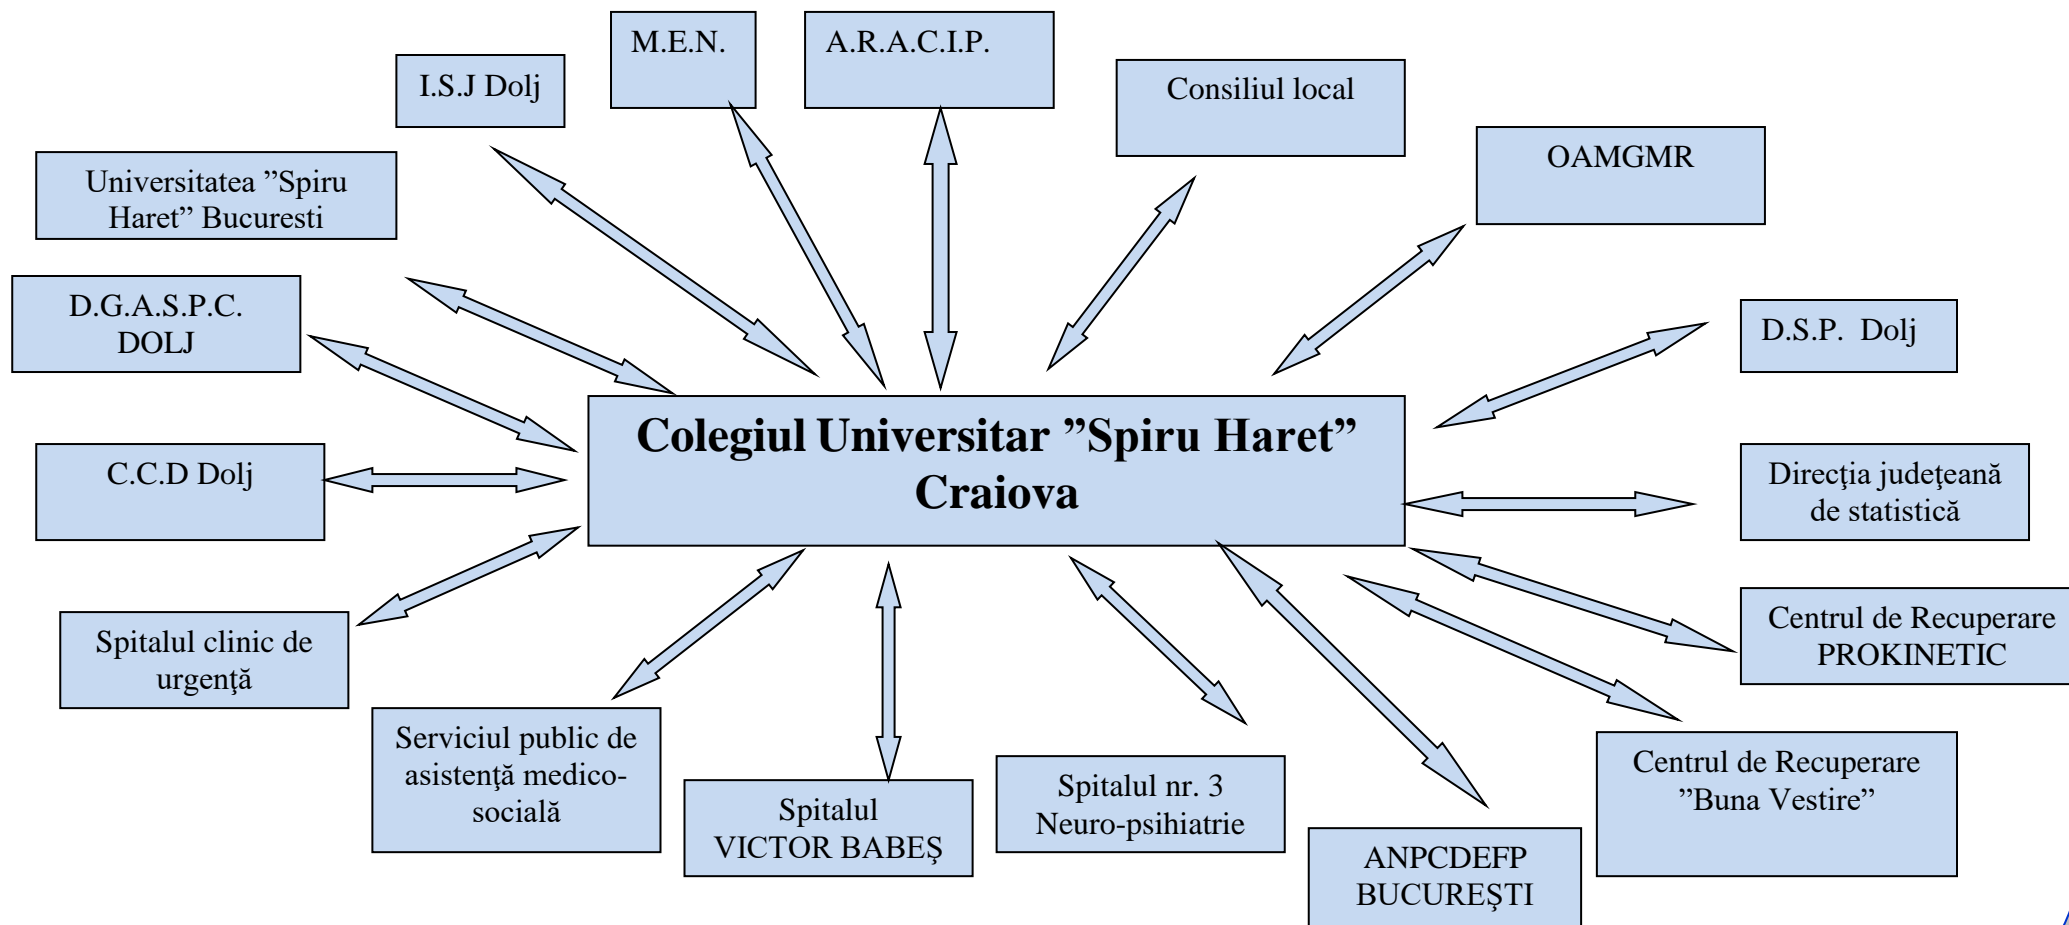 M.E.N.
A.R.A.C.I.P.
I.S.J Dolj
Consiliul local
OAMGMR
Universitatea ”Spiru
Haret” Bucuresti
D.G.A.S.P.C.
DOLJ
D.S.P.  Dolj
Colegiul Universitar ”Spiru Haret”
Craiova
C.C.D Dolj
Direcţia judeţeană
de statistică
Spitalul clinic de
urgenţă
Centrul de Recuperare
PROKINETIC
Serviciul public de
asistenţă medico-
socială
Spitalul
VICTOR BABEŞ
Spitalul nr. 3
Neuro-psihiatrie
Centrul de Recuperare
”Buna Vestire”
ANPCDEFP
BUCUREŞTI